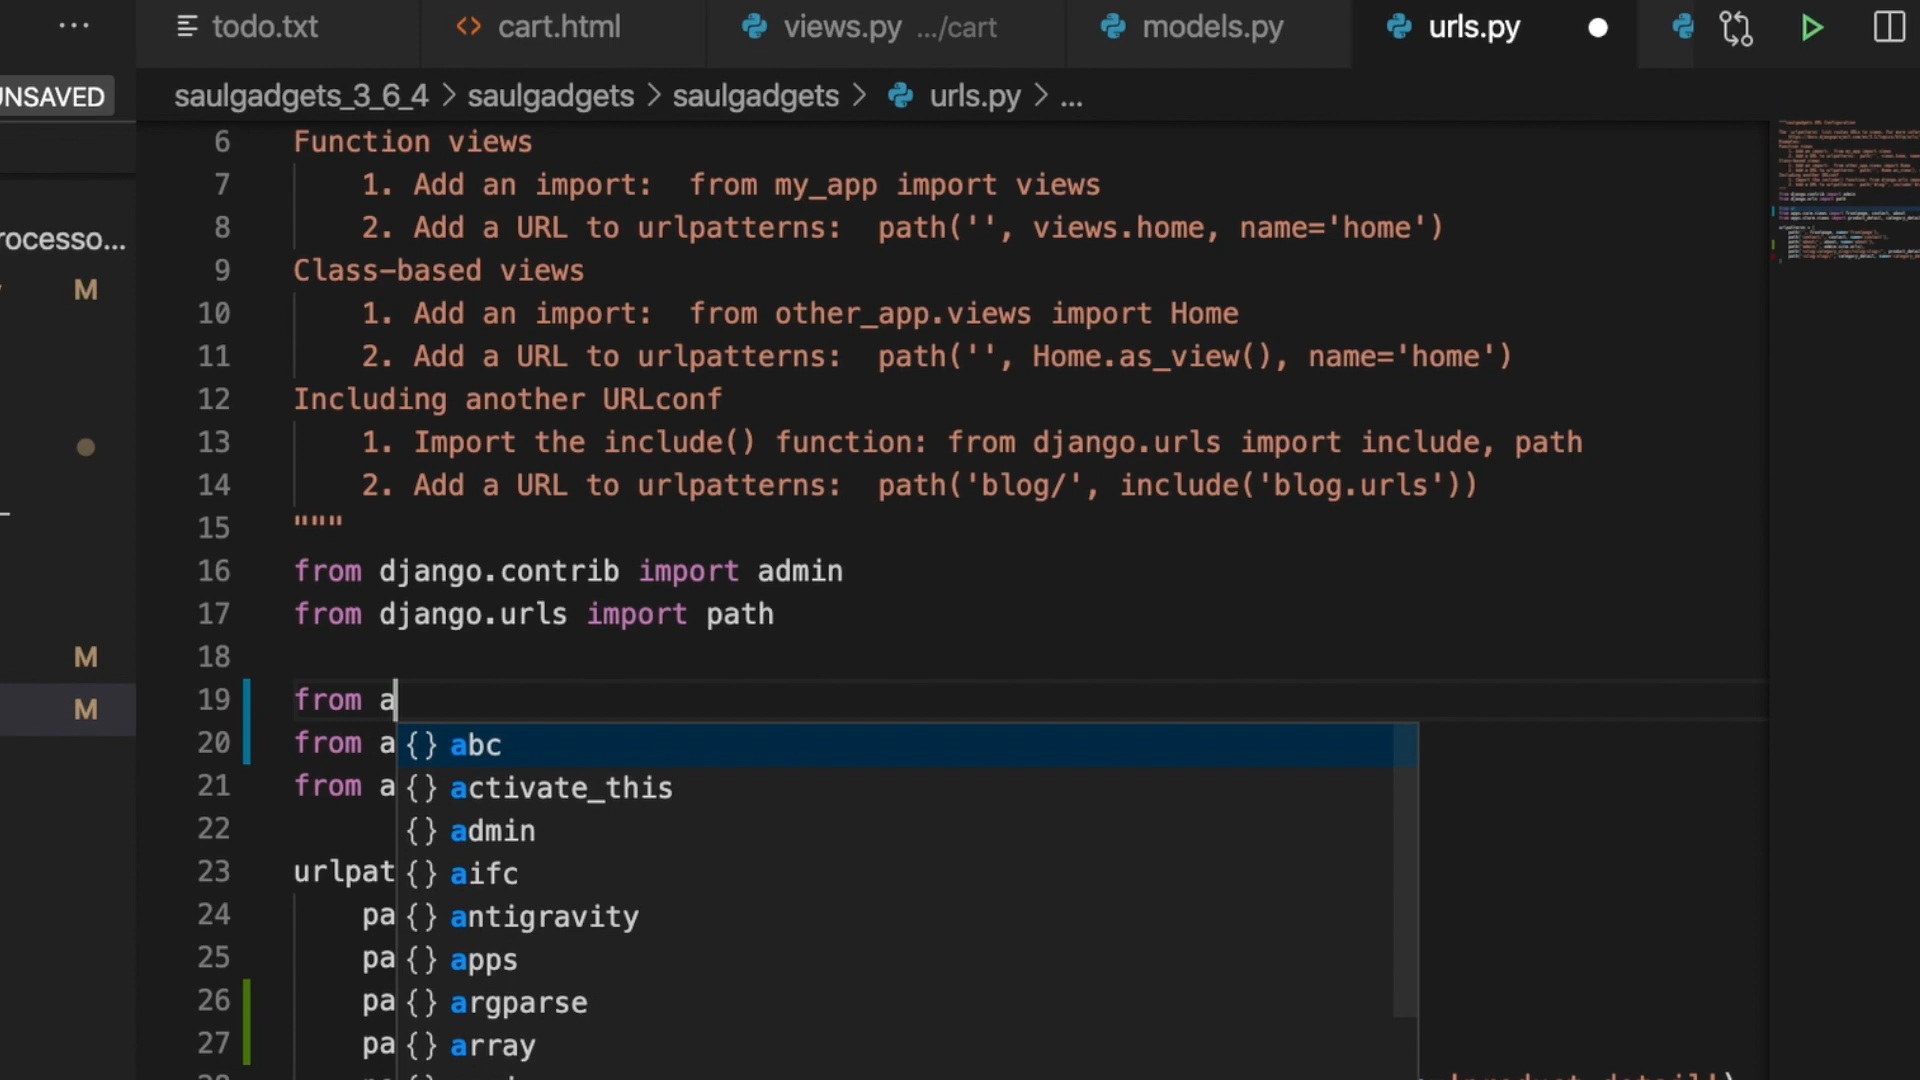 ··· todo.txt <> cart.html views.py .../cart models.py urls.py
UNSAVED saulgadgets_3_6_4 > saulgadgets > saulgadgets > urls.py > ...
rocesso...
M
M
M
6 Function views
7 1. Add an import:  from my_app import views
8 2. Add a URL to urlpatterns:  path('', views.home, name='home')
9 Class-based views
10 1. Add an import:  from other_app.views import Home
11 2. Add a URL to urlpatterns:  path('', Home.as_view(), name='home')
12 Including another URLconf
13 1. Import the include() function: from django.urls import include, path
14 2. Add a URL to urlpatterns:  path('blog/', include('blog.urls'))
15 """
16 from django.contrib import admin
17 from django.urls import path
18
19 from a
20 from a {} abc
21 from a {} activate_this
22 {} admin
23 urlpat {} aifc
24 pa {} antigravity
25 pa {} apps
26 pa {} argparse
27 pa {} array